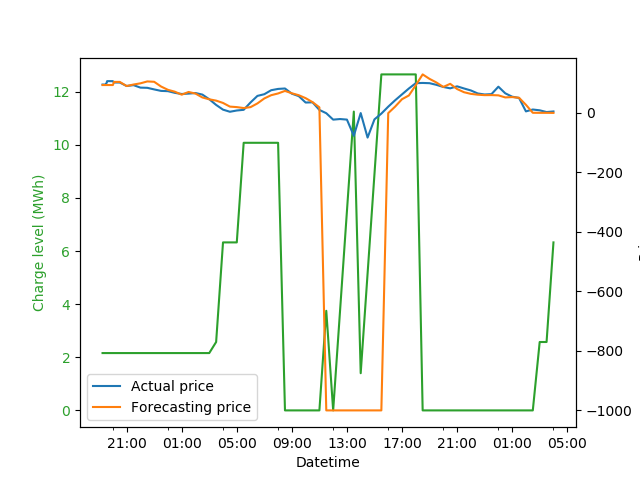 12
10
8
6
4
2
0
Charge level (MWh)
0
−200
−400
−600
−800
−1000
Actual price
Forecasting price
21:00 01:00 05:00 09:00 13:00 17:00 21:00 01:00 05:00
Datetime